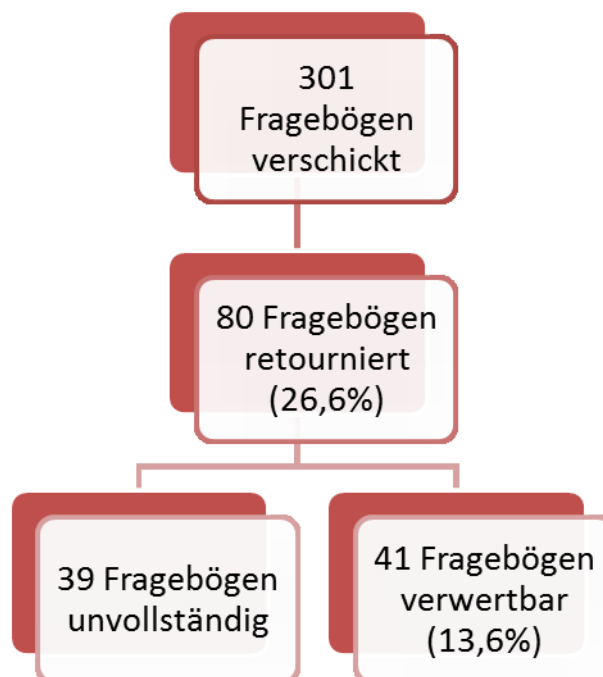 301
Fragebögen
verschickt
80 Fragebögen
retourniert
(26,6%)
39 Fragebögen
unvollständig
41 Fragebögen
verwertbar
(13,6%)